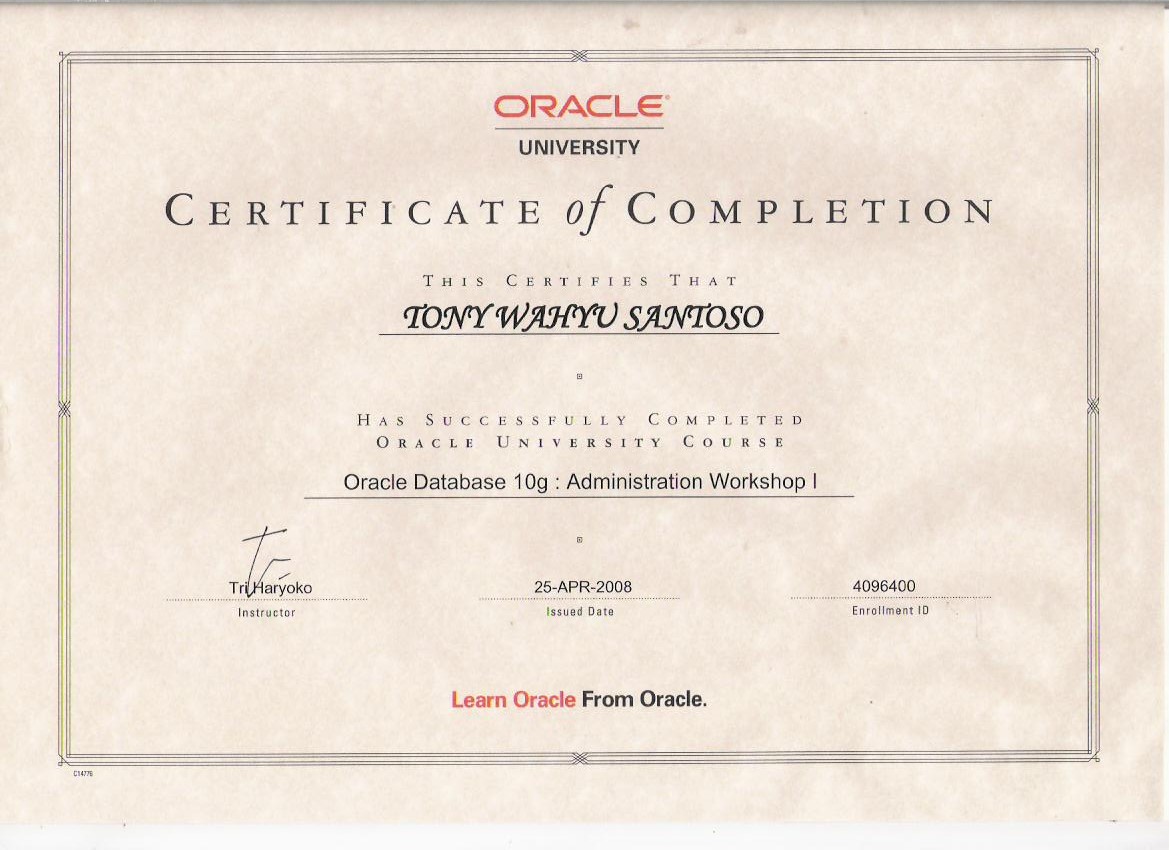 ORACLE®
UNIVERSITY
CERTIFICATE of COMPLETION
THIS CERTIFIES THAT
TONY WAHYU SANTOSO
HAS SUCCESSFULLY COMPLETED
ORACLE UNIVERSITY COURSE
Oracle Database 10g : Administration Workshop I
Tri Haryoko 25-APR-2008 4096400
Instructor Issued Date Enrollment ID
Learn Oracle From Oracle.
C14776